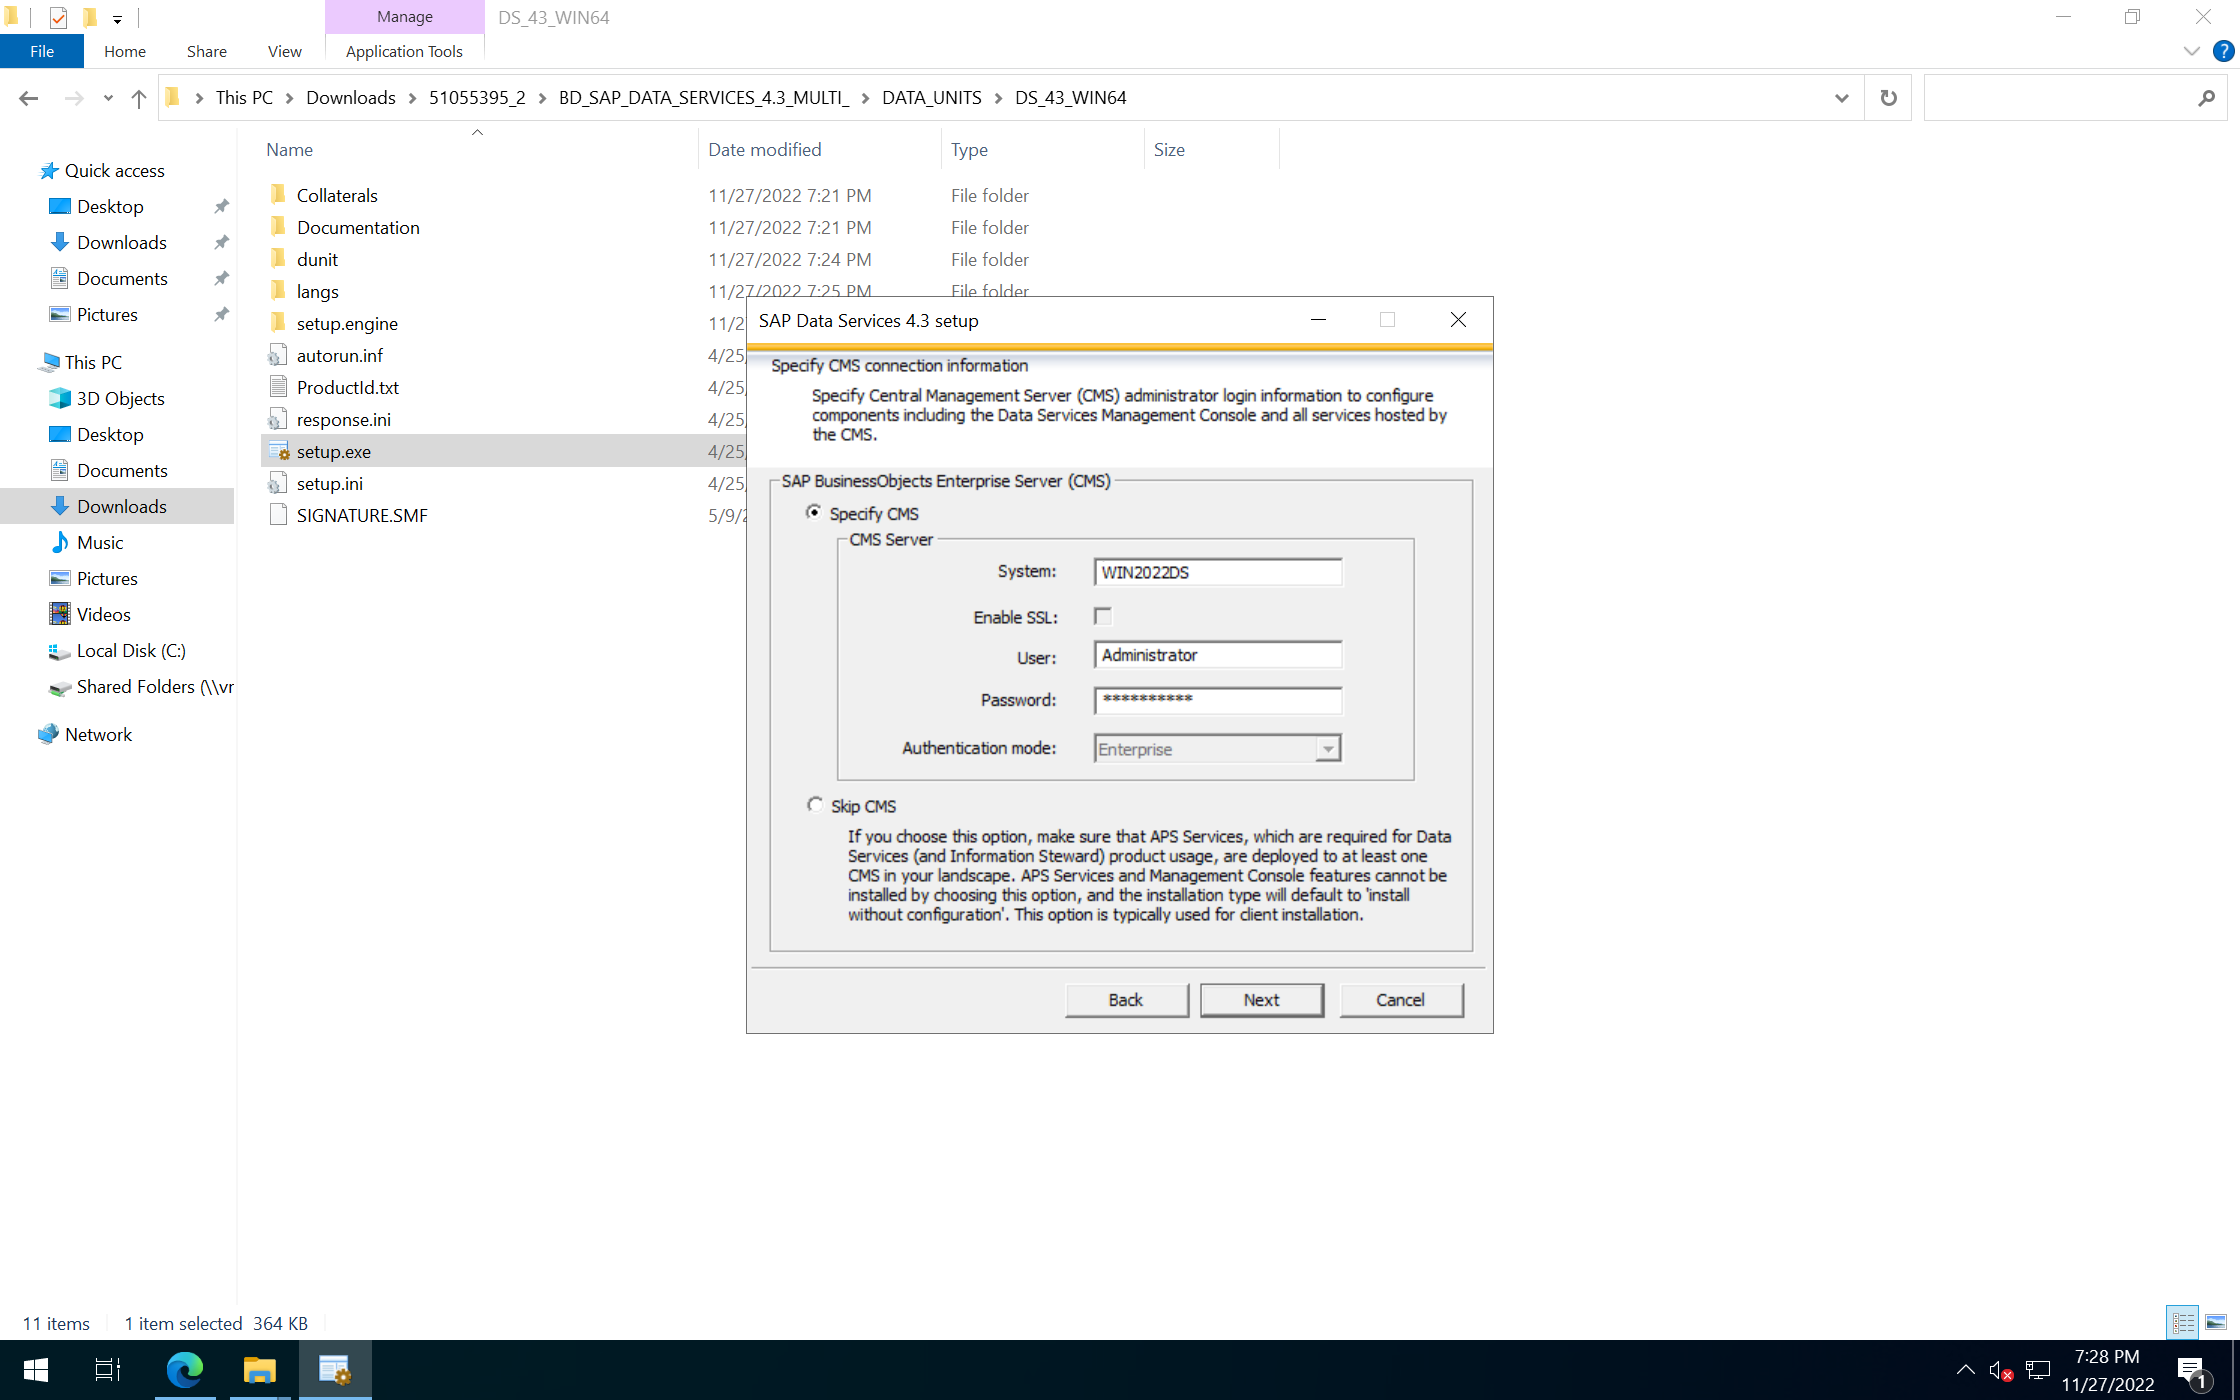 Manage
DS_43_WIN64
File
Home
Share
View
Application Tools
?
This PC
Downloads
51055395_2
BD_SAP_DATA_SERVICES_4.3_MULTI_
DATA_UNITS
DS_43_WIN64
Name
Date modified
Type
Size
Quick access
Desktop
Downloads
Documents
Pictures
This PC
3D Objects
Desktop
Documents
Downloads
Music
Pictures
Videos
Local Disk (C:)
Shared Folders (\\vr
Network
Collaterals 11/27/2022 7:21 PM File folder
Documentation 11/27/2022 7:21 PM File folder
dunit 11/27/2022 7:24 PM File folder
langs 11/27/2022 7:25 PM File folder
setup.engine 11/2
autorun.inf 4/25,
ProductId.txt 4/25,
response.ini 4/25,
setup.exe 4/25,
setup.ini 4/25,
SIGNATURE.SMF 5/9/2
SAP Data Services 4.3 setup
Specify CMS connection information
Specify Central Management Server (CMS) administrator login information to configure
components including the Data Services Management Console and all services hosted by
the CMS.
SAP BusinessObjects Enterprise Server (CMS)
Specify CMS
CMS Server
System: WIN2022DS
Enable SSL:
User: Administrator
Password: **********
Authentication mode: Enterprise
Skip CMS
If you choose this option, make sure that APS Services, which are required for Data
Services (and Information Steward) product usage, are deployed to at least one
CMS in your landscape. APS Services and Management Console features cannot be
installed by choosing this option, and the installation type will default to 'install
without configuration'. This option is typically used for client installation.
Back
Next
Cancel
11 items
1 item selected 364 KB
7:28 PM
11/27/2022
1